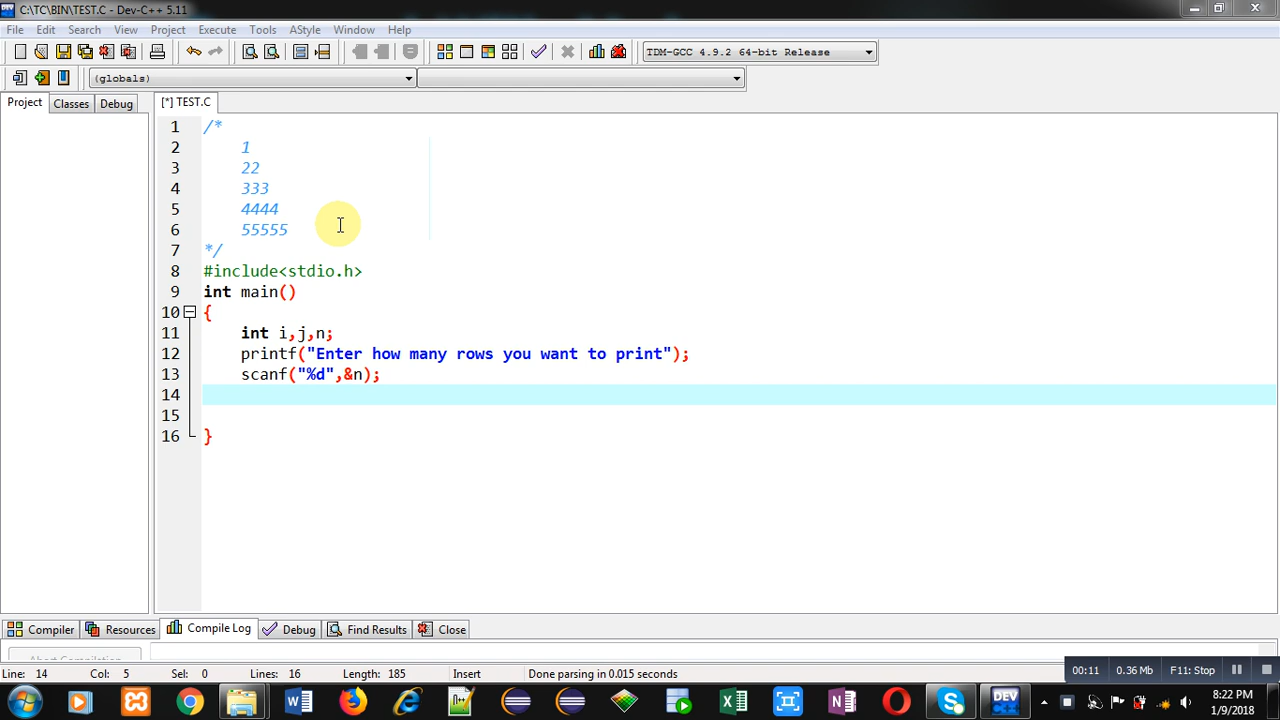 C:\TC\BIN\TEST.C - Dev-C++ 5.11
File Edit Search View Project Execute Tools AStyle Window Help
TDM-GCC 4.9.2 64-bit Release
(globals)
Project Classes Debug [*] TEST.C
1 /*
2 1
3 22
4 333
5 4444
6 55555
7 */
8 #include<stdio.h>
9 int main()
10 {
11 int i,j,n;
12 printf("Enter how many rows you want to print");
13 scanf("%d",&n);
14
15
16 }
Compiler Resources Compile Log Debug Find Results Close
Abort Compilation
Line: 14 Col: 5 Sel: 0 Lines: 16 Length: 185 Insert Done parsing in 0.015 seconds
00:11 0.36 Mb F11: Stop
DEV
8:22 PM
1/9/2018